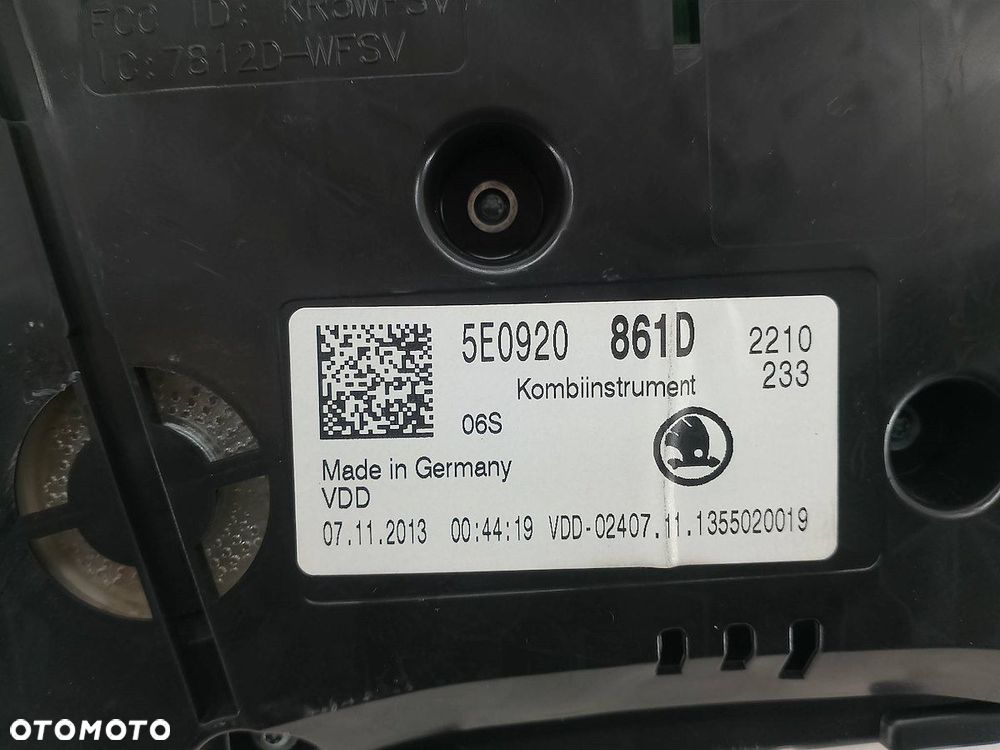 FCC ID: KR5WFSV
IC:7812D-WFSV
5E0920 861D 2210
Kombiinstrument 233
06S
Made in Germany
VDD
07.11.2013 00:44:19 VDD-02407.11.1355020019
OTOMOTO